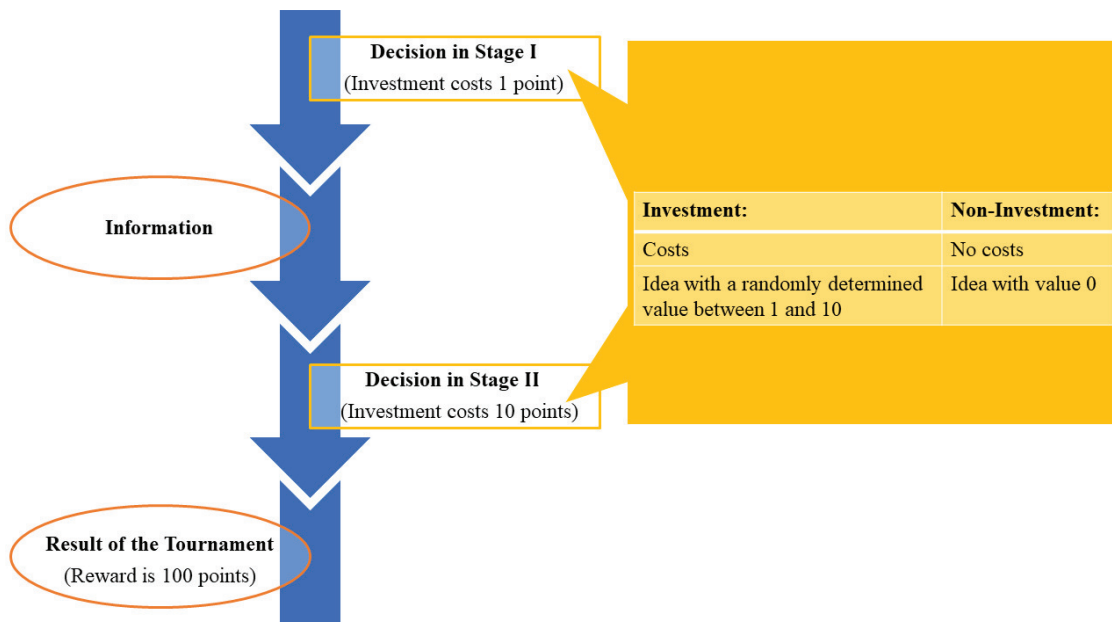 Decision in Stage I
(Investment costs 1 point)
Information
Investment:
Non-Investment:
Costs
No costs
Idea with a randomly determined
value between 1 and 10
Idea with value 0
Decision in Stage II
(Investment costs 10 points)
Result of the Tournament
(Reward is 100 points)